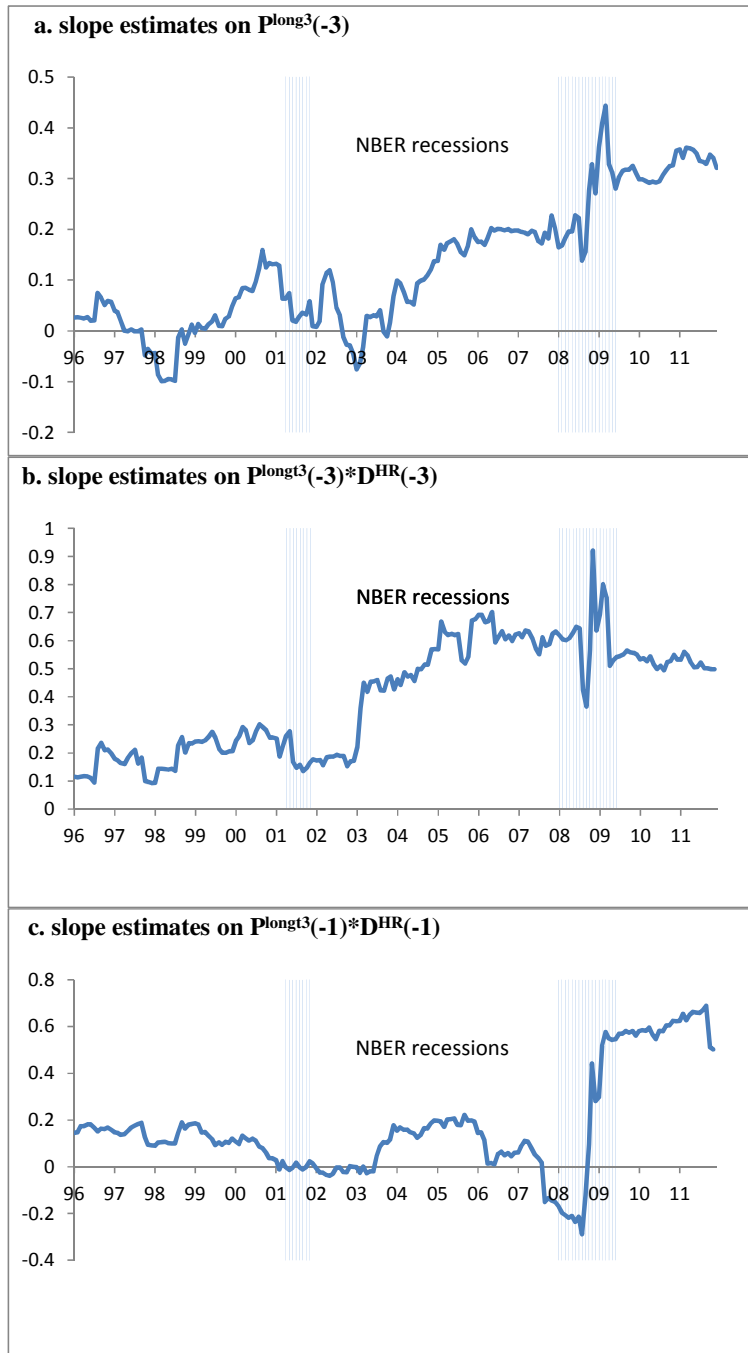 a. slope estimates on P^long3(-3)
0.5
0.4
NBER recessions
0.3
0.2
0.1
0
96 97 98 99 00 01 02 03 04 05 06 07 08 09 10 11
-0.1
-0.2
b. slope estimates on P^longt3(-3)*D^HR(-3)
1
0.9
0.8
0.7
NBER recessions
0.6
0.5
0.4
0.3
0.2
0.1
0
96 97 98 99 00 01 02 03 04 05 06 07 08 09 10 11
c. slope estimates on P^longt3(-1)*D^HR(-1)
0.8
0.6
NBER recessions
0.4
0.2
0
96 97 98 99 00 01 02 03 04 05 06 07 08 09 10 11
-0.2
-0.4